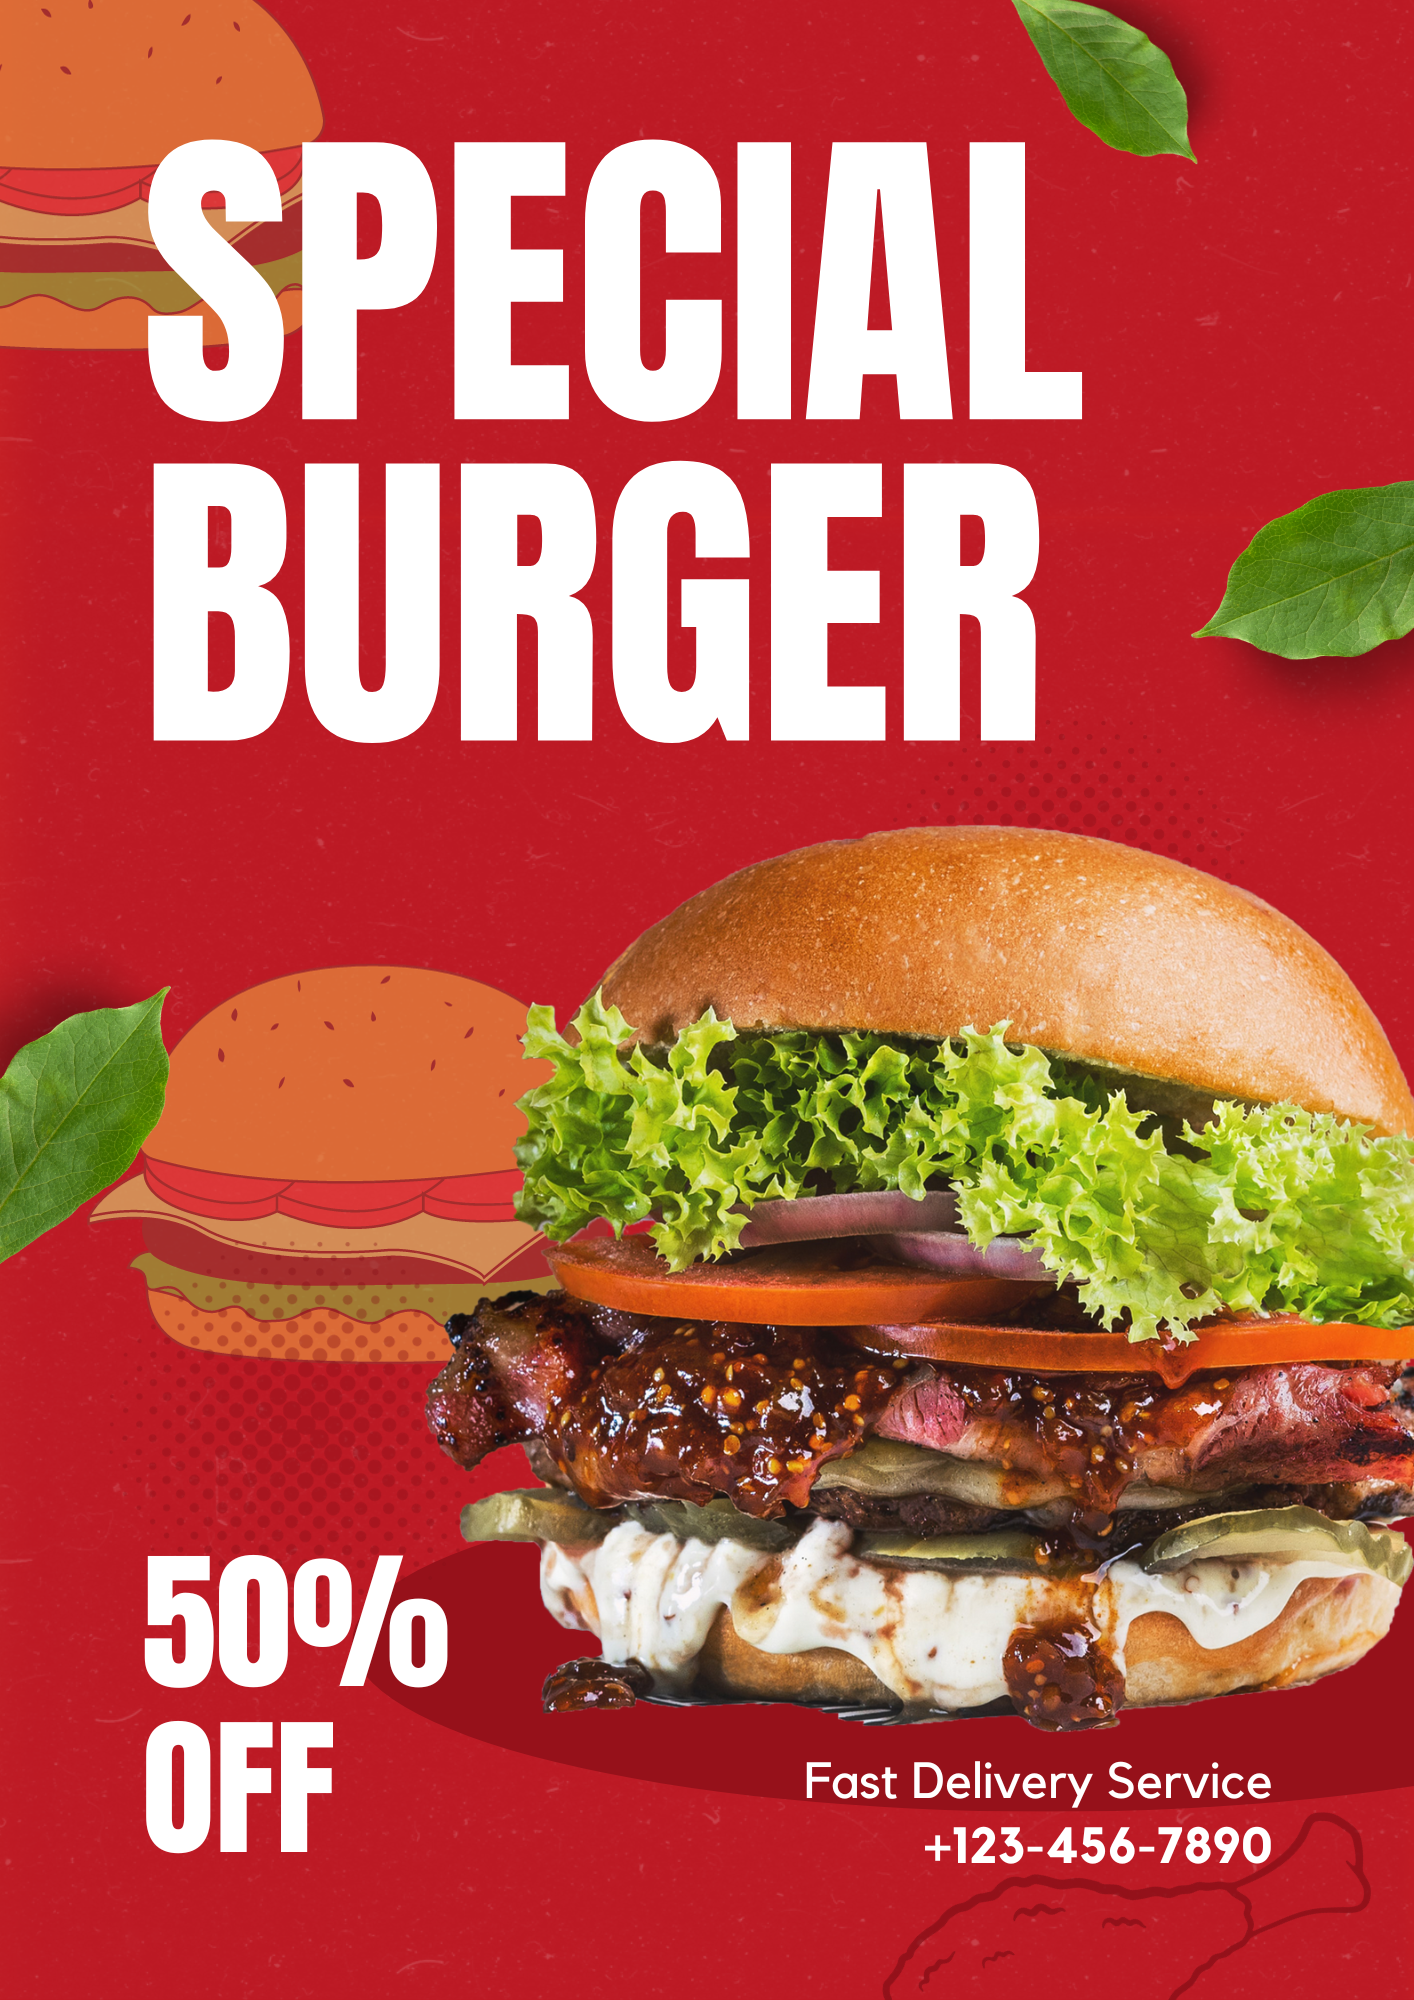 SPECIAL
BURGER
50%
OFF
Fast Delivery Service
+123-456-7890